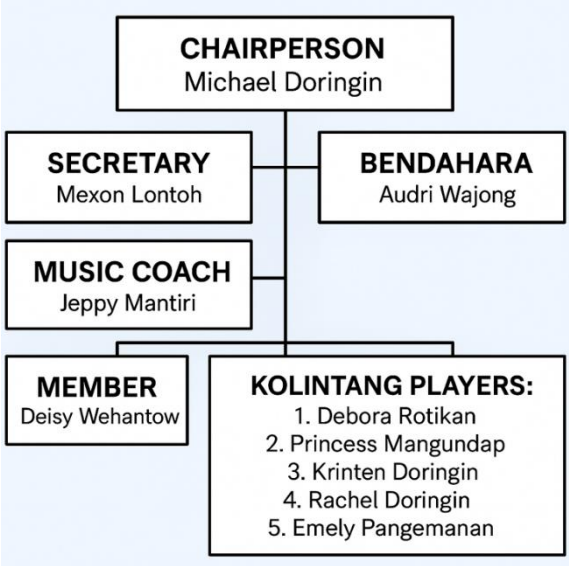 CHAIRPERSON
Michael Doringin
SECRETARY
Mexon Lontoh
BENDAHARA
Audri Wajong
MUSIC COACH
Jeppy Mantiri
MEMBER
Deisy Wehantow
KOLINTANG PLAYERS:
1. Debora Rotikan
2. Princess Mangundap
3. Krinten Doringin
4. Rachel Doringin
5. Emely Pangemanan